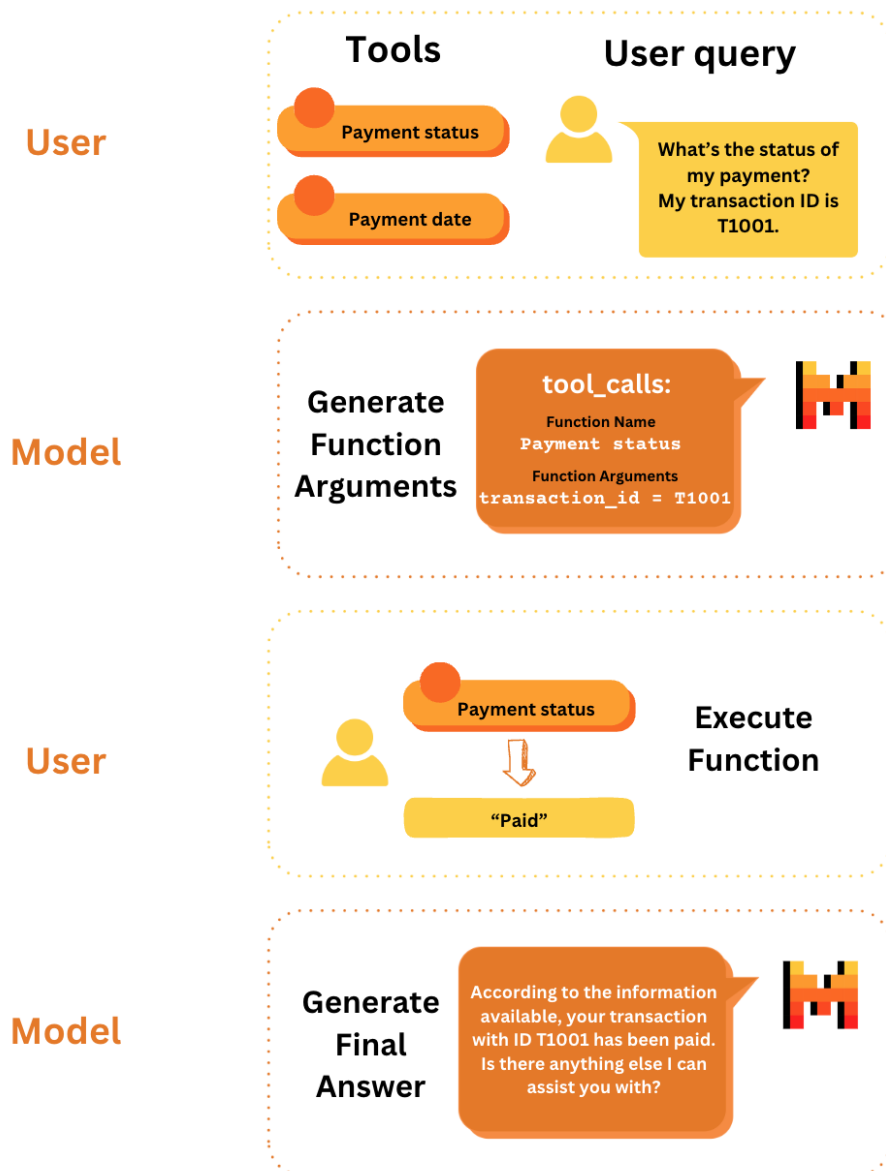 Tools
User query
User
Payment status
Payment date
What’s the status of
my payment?
My transaction ID is
T1001.
Model
Generate
Function
Arguments
tool_calls:
Function Name
Payment status
Function Arguments
transaction_id = T1001
User
Payment status
“Paid”
Execute
Function
Model
Generate
Final
Answer
According to the information
available, your transaction
with ID T1001 has been paid.
Is there anything else I can
assist you with?